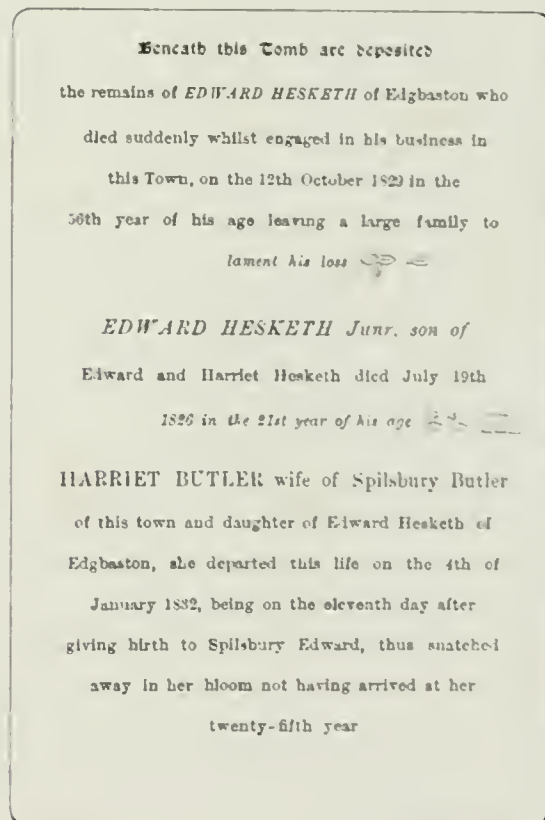 Beneath this Tomb are deposited
the remains of EDWARD HESKETH of Edgbaston who
died suddenly whilst engaged in his business in
this Town, on the 12th October 1829 in the
56th year of his age leaving a large family to
lament his loss
EDWARD HESKETH Junr. son of
Edward and Harriet Hesketh died July 19th
1826 in the 21st year of his age
HARRIET BUTLER wife of Spilsbury Butler
of this town and daughter of Edward Hesketh of
Edgbaston, she departed this life on the 4th of
January 1832, being on the eleventh day after
giving birth to Spilsbury Edward, thus snatched
away in her bloom not having arrived at her
twenty-fifth year